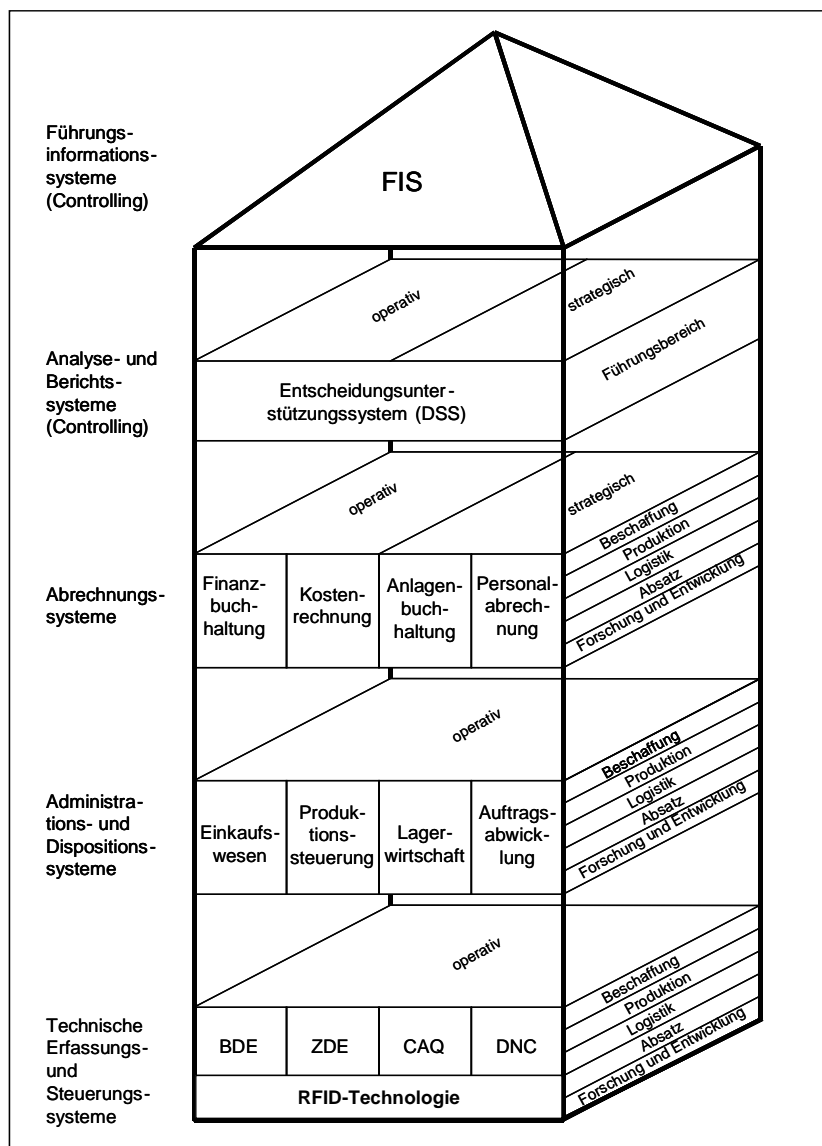 Führungs-
informations-
systeme
(Controlling)
FIS
operativ
strategisch
Analyse- und
Berichts-
systeme
(Controlling)
Entscheidungsunter-
stützungssystem (DSS)
Führungsbereich
operativ
strategisch
Abrechnungs-
systeme
Finanz-
buch-
haltung
Kosten-
rechnung
Anlagen-
buch-
haltung
Personal-
abrech-
nung
Beschaffung
Produktion
Logistik
Absatz
Forschung und Entwicklung
operativ
Administra-
tions- und
Dispositions-
systeme
Einkaufs-
wesen
Produk-
tions-
steuerung
Lager-
wirtschaft
Auftrags-
abwick-
lung
Beschaffung
Produktion
Logistik
Absatz
Forschung und Entwicklung
operativ
Technische
Erfassungs-
und
Steuerungs-
systeme
BDE
ZDE
CAQ
DNC
RFID-Technologie
Beschaffung
Produktion
Logistik
Absatz
Forschung und Entwicklung